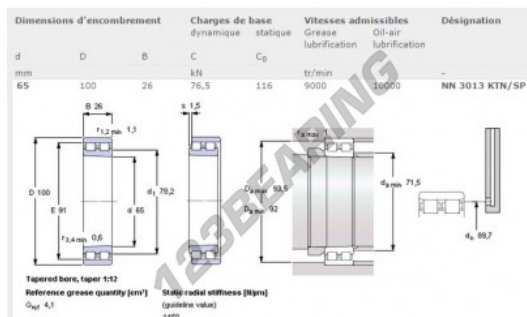 Dimensions d'encombrement Charges de base Vitesses admissibles Désignation
dynamique statique Grease lubrification Oil-air lubrification
d D B C C0
mm kN tr/min -
65 100 26 76,5 116 9000 16000 NN 3013 KTN/SP
B 26
s 1,5
r1,2 min 1,1
ra max 1
D 100
E 91
d 65
d1 78,2
Da max 93,5
Da min 92
da min 71,5
r3,4 min 0,6
dn 89,7
123BEARING
Tapered bore, taper 1:12
Reference grease quantity [cm³] Static radial stiffness [N/µm]
Gref 4,1 (guideline value)